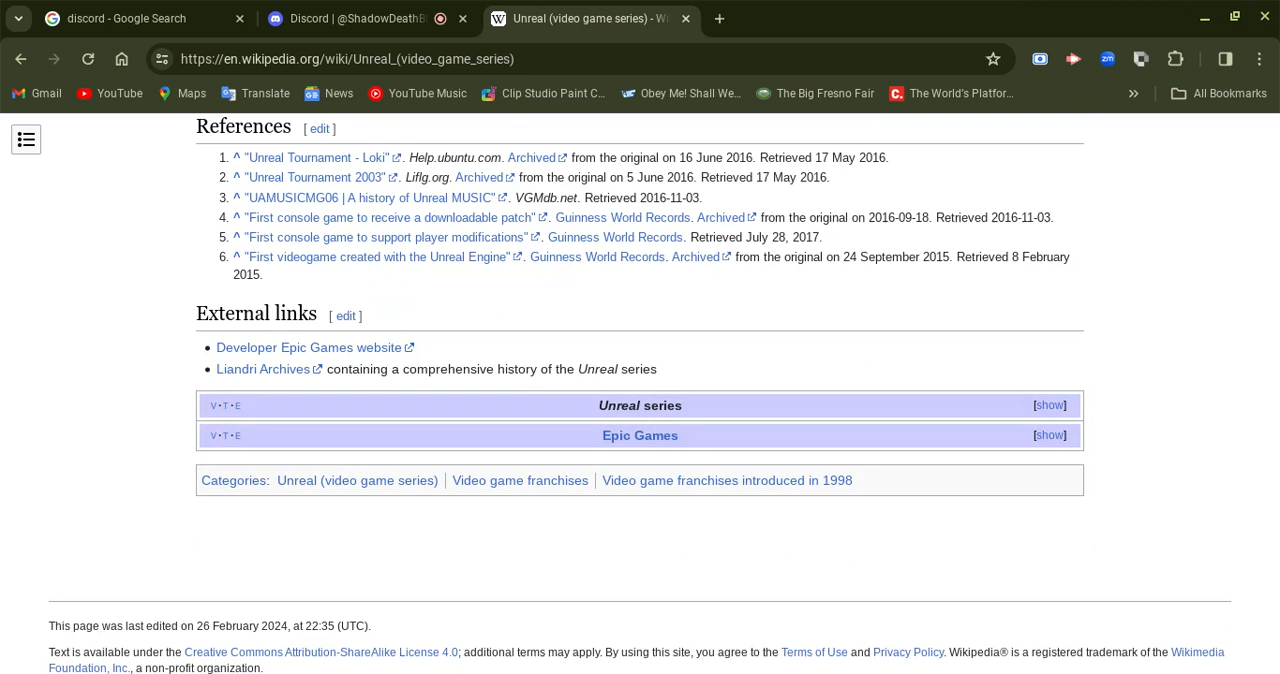 discord - Google Search
Discord | @ShadowDeathBl
Unreal (video game series) - Wi
https://en.wikipedia.org/wiki/Unreal_(video_game_series)
Gmail
YouTube
Maps
Translate
News
YouTube Music
Clip Studio Paint C...
Obey Me! Shall We...
The Big Fresno Fair
The World's Platfor...
All Bookmarks
References [ edit ]
1. ^ "Unreal Tournament - Loki". Help.ubuntu.com. Archived from the original on 16 June 2016. Retrieved 17 May 2016.
2. ^ "Unreal Tournament 2003". Liflg.org. Archived from the original on 5 June 2016. Retrieved 17 May 2016.
3. ^ "UAMUSICMG06 | A history of Unreal MUSIC". VGMdb.net. Retrieved 2016-11-03.
4. ^ "First console game to receive a downloadable patch". Guinness World Records. Archived from the original on 2016-09-18. Retrieved 2016-11-03.
5. ^ "First console game to support player modifications". Guinness World Records. Retrieved July 28, 2017.
6. ^ "First videogame created with the Unreal Engine". Guinness World Records. Archived from the original on 24 September 2015. Retrieved 8 February
2015.
External links [ edit ]
• Developer Epic Games website
• Liandri Archives containing a comprehensive history of the Unreal series
V·T·E Unreal series [show]
V·T·E Epic Games [show]
Categories: Unreal (video game series) | Video game franchises | Video game franchises introduced in 1998
This page was last edited on 26 February 2024, at 22:35 (UTC).
Text is available under the Creative Commons Attribution-ShareAlike License 4.0; additional terms may apply. By using this site, you agree to the Terms of Use and Privacy Policy. Wikipedia® is a registered trademark of the Wikimedia
Foundation, Inc., a non-profit organization.